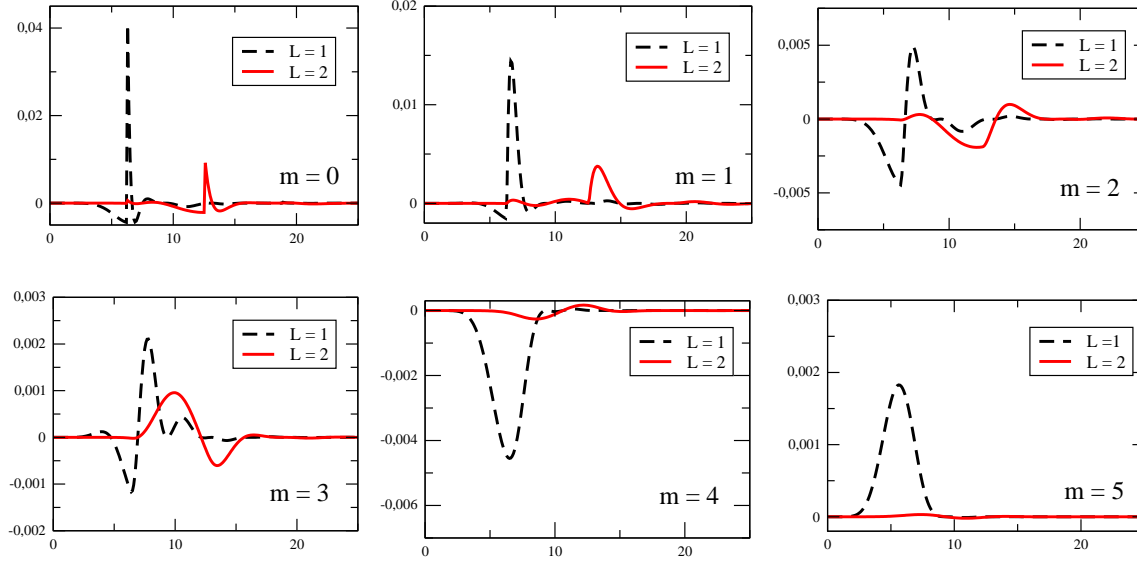 0,04
L = 1
L = 2
0,02
0
m = 0
0
10
20
0,01
L = 1
L = 2
0
m = 1
0
10
20
0,005
L = 1
L = 2
0
-0,005
m = 2
0
10
20
0,003
0,002
0,001
0
-0,001
-0,002
L = 1
L = 2
m = 3
0
10
20
0
-0,002
-0,004
-0,006
L = 1
L = 2
m = 4
0
10
20
0,003
0,002
0,001
0
L =1
L = 2
m = 5
0
10
20